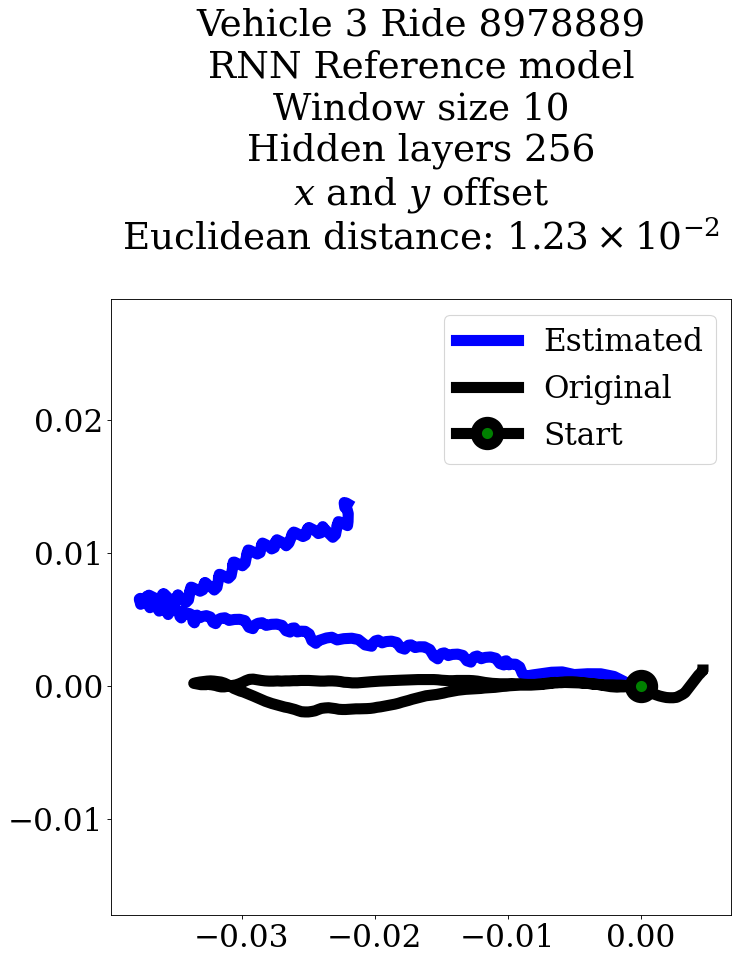 Vehicle 3 Ride 8978889
RNN Reference model
Window size 10
Hidden layers 256
x and y offset
Euclidean distance: 1.23 × 10⁻²
Estimated
Original
Start
0.02
0.01
0.00
−0.01
−0.03
−0.02
−0.01
0.00